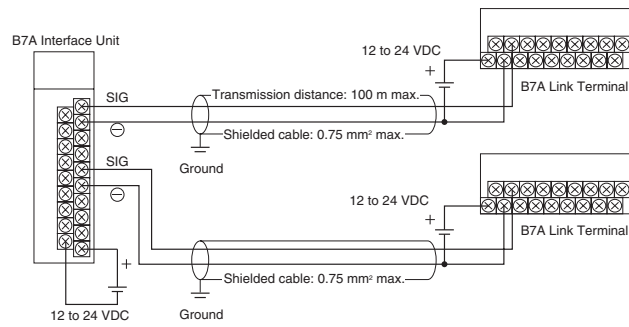 B7A Interface Unit
12 to 24 VDC
+
B7A Link Terminal
SIG
Transmission distance: 100 m max.
⊖
Shielded cable: 0.75 mm² max.
Ground
SIG
⊖
12 to 24 VDC
+
B7A Link Terminal
+
Shielded cable: 0.75 mm² max.
12 to 24 VDC
Ground